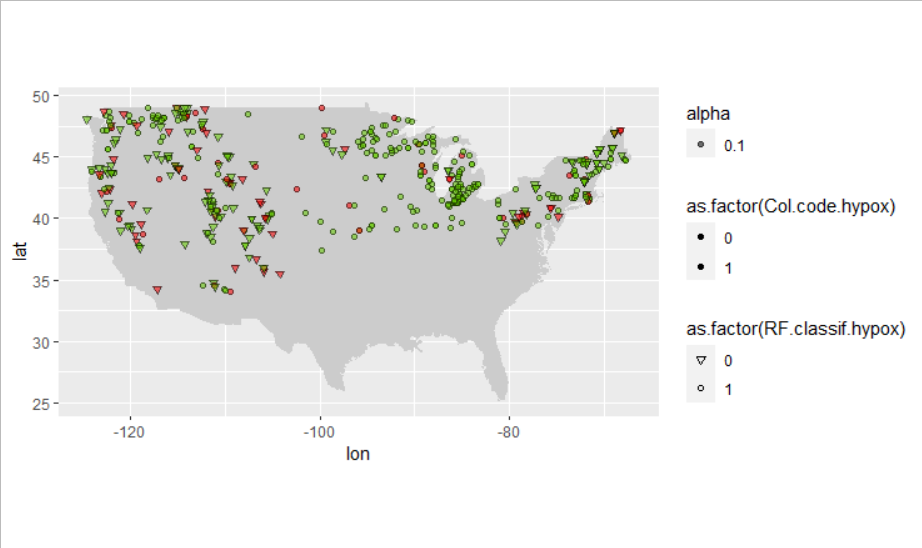 50
45
40
35
30
25
lat
-120
-100
-80
lon
alpha
0.1
as.factor(Col.code.hypox)
0
1
as.factor(RF.classif.hypox)
0
1